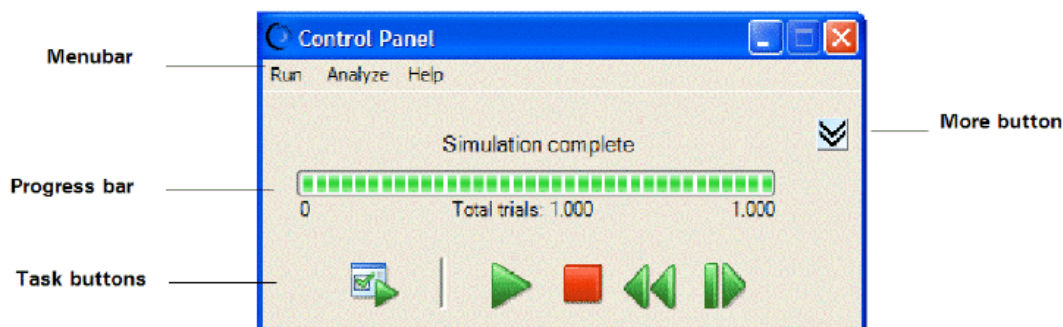 Control Panel
Menubar
Run Analyze Help
More button
Simulation complete
Progress bar
0 Total trials: 1.000 1.000
Task buttons